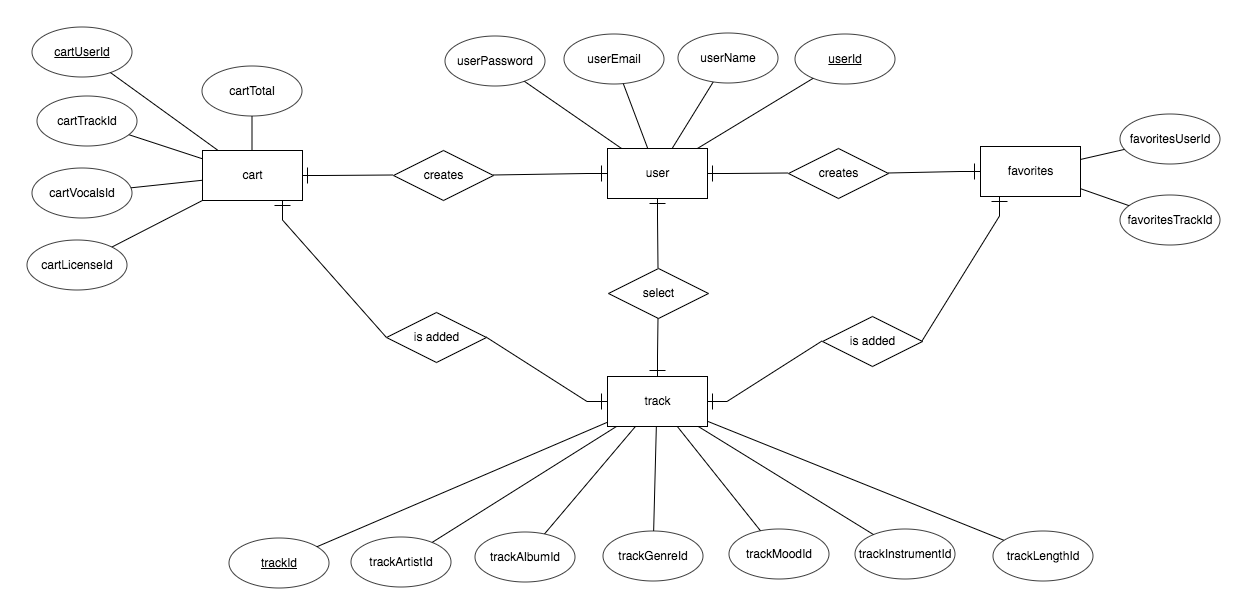 cartUserId
cartTotal
cartTrackId
cartVocalsId
cartLicenseId
cart
creates
userPassword
userEmail
userName
userId
user
creates
favorites
favoritesUserId
favoritesTrackId
select
is added
is added
track
trackId
trackArtistId
trackAlbumId
trackGenreId
trackMoodId
trackInstrumentId
trackLengthId